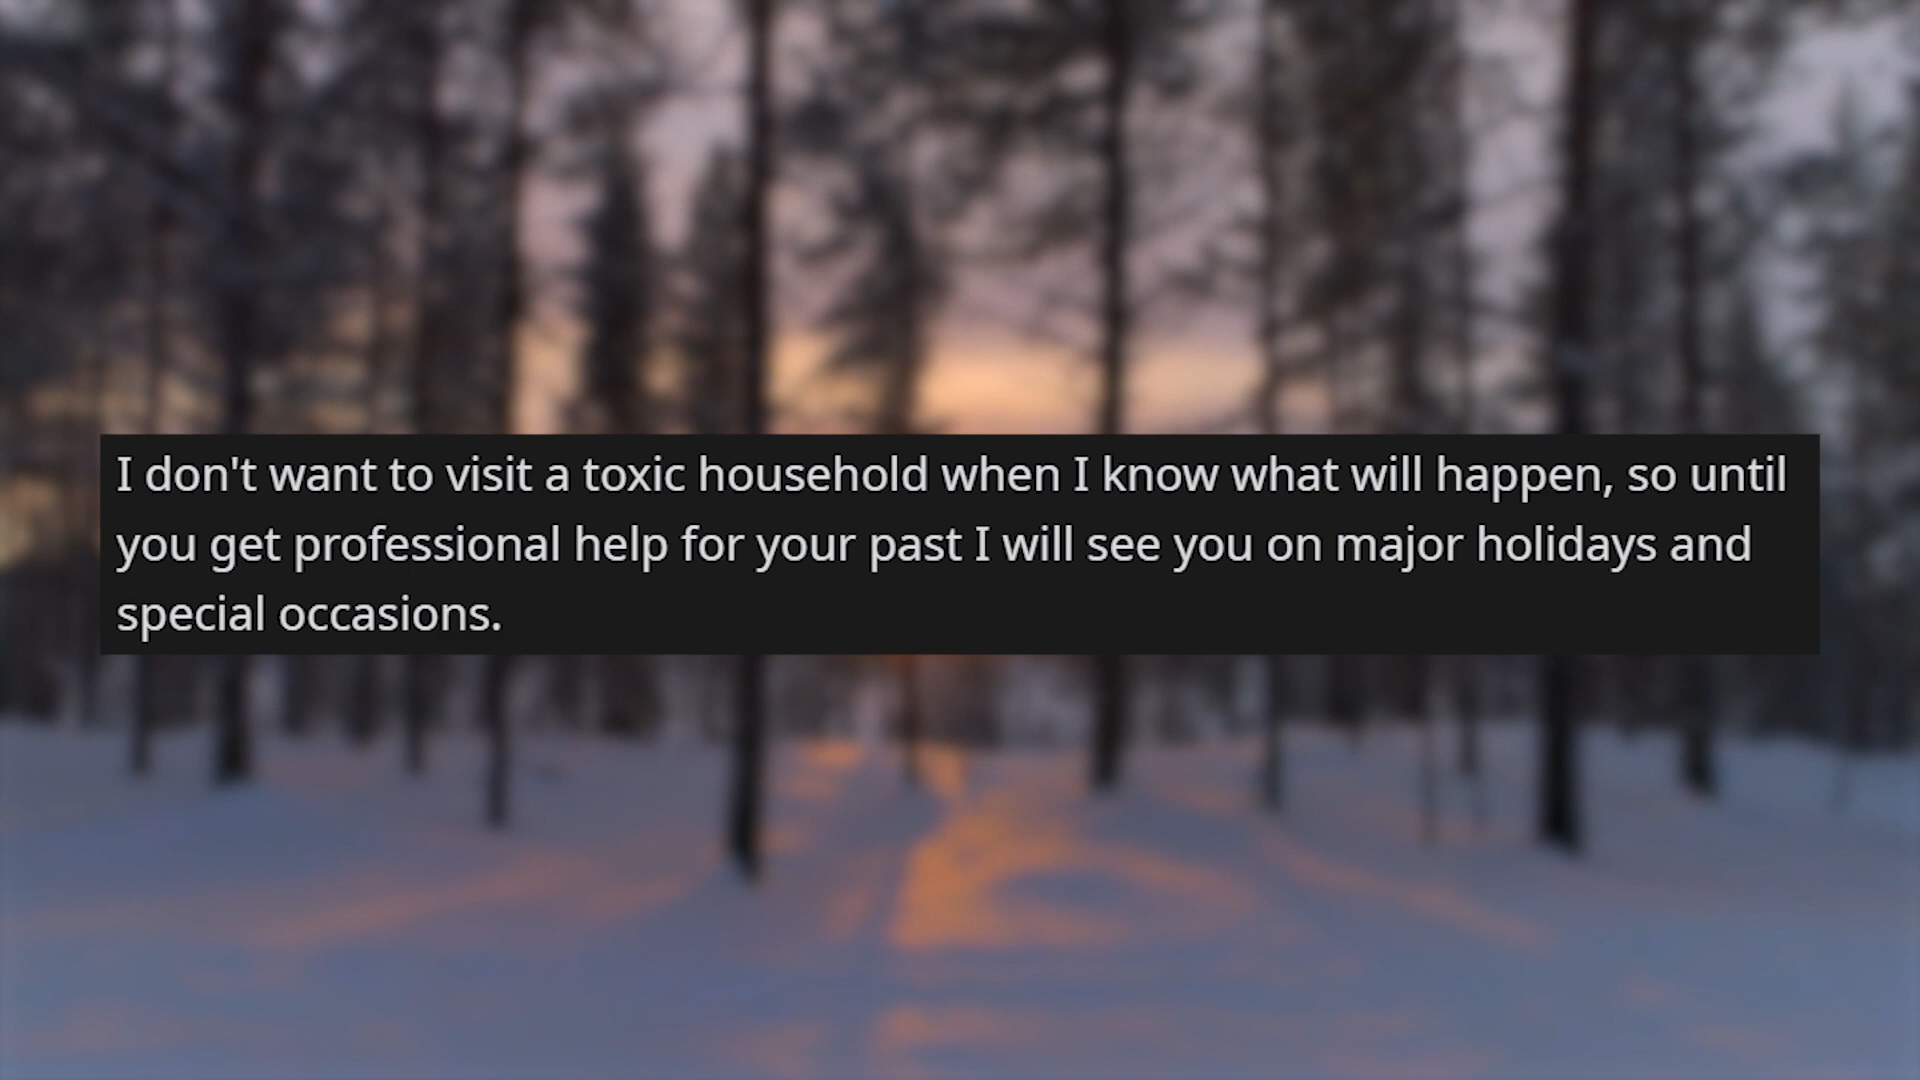 I don't want to visit a toxic household when I know what will happen, so until
you get professional help for your past I will see you on major holidays and
special occasions.